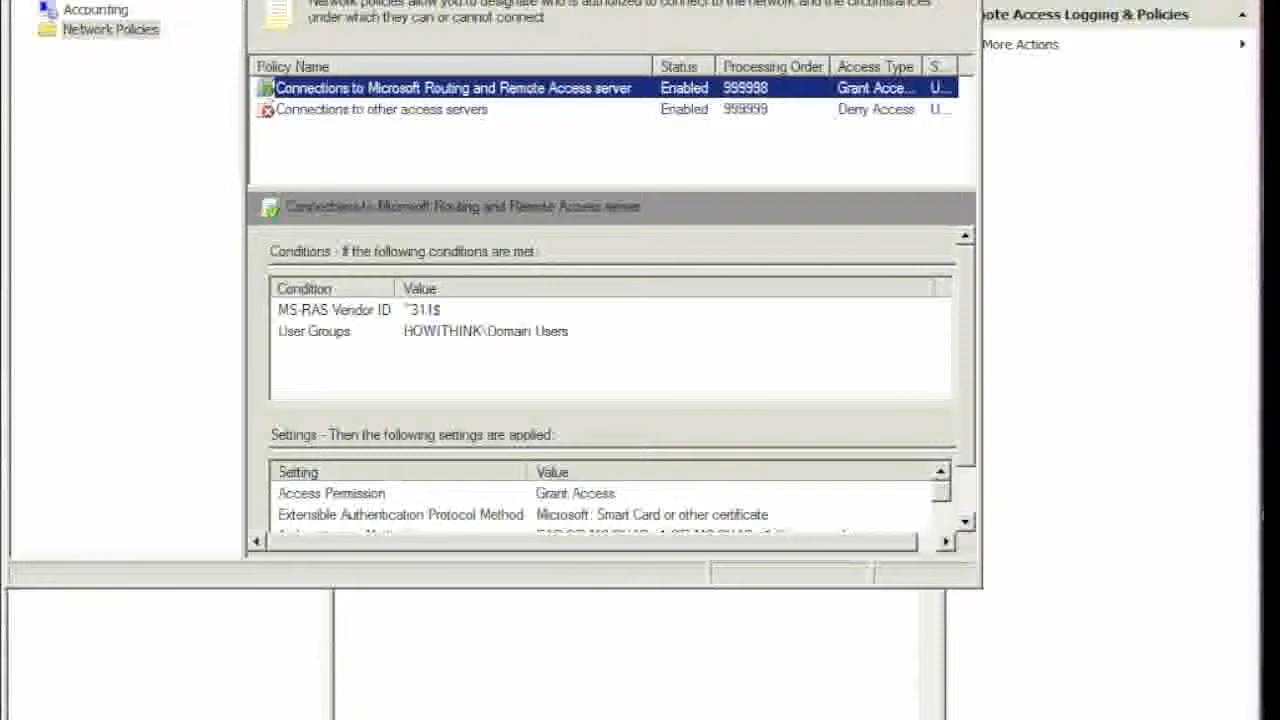 Accounting
Network Policies
Network policies allow you to designate who is authorized to connect to the network and the circumstances
under which they can or cannot connect
ote Access Logging & Policies
More Actions
Policy Name Status Processing Order Access Type S...
Connections to Microsoft Routing and Remote Access server Enabled 999998 Grant Acce... U...
Connections to other access servers Enabled 999999 Deny Access U...
Connections to Microsoft Routing and Remote Access server
Conditions - If the following conditions are met:
Condition Value
MS-RAS Vendor ID ^311$
User Groups HOWITHINK\Domain Users
Settings - Then the following settings are applied:
Setting Value
Access Permission Grant Access
Extensible Authentication Protocol Method Microsoft: Smart Card or other certificate